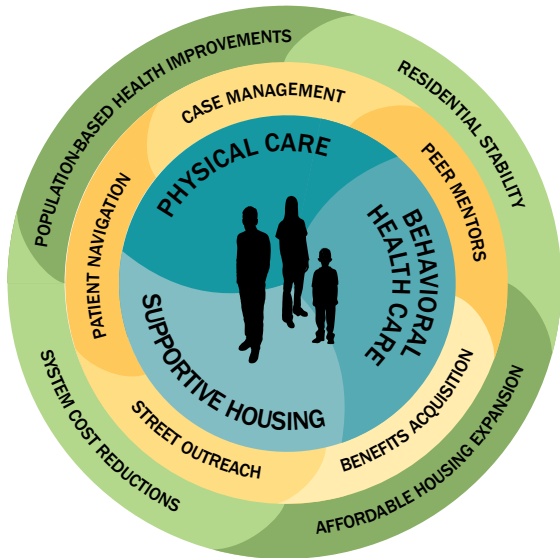 POPULATION-BASED HEALTH IMPROVEMENTS
RESIDENTIAL STABILITY
AFFORDABLE HOUSING EXPANSION
SYSTEM COST REDUCTIONS
CASE MANAGEMENT
PEER MENTORS
BENEFITS ACQUISITION
STREET OUTREACH
PATIENT NAVIGATION
PHYSICAL CARE
BEHAVIORAL
HEALTH CARE
SUPPORTIVE HOUSING